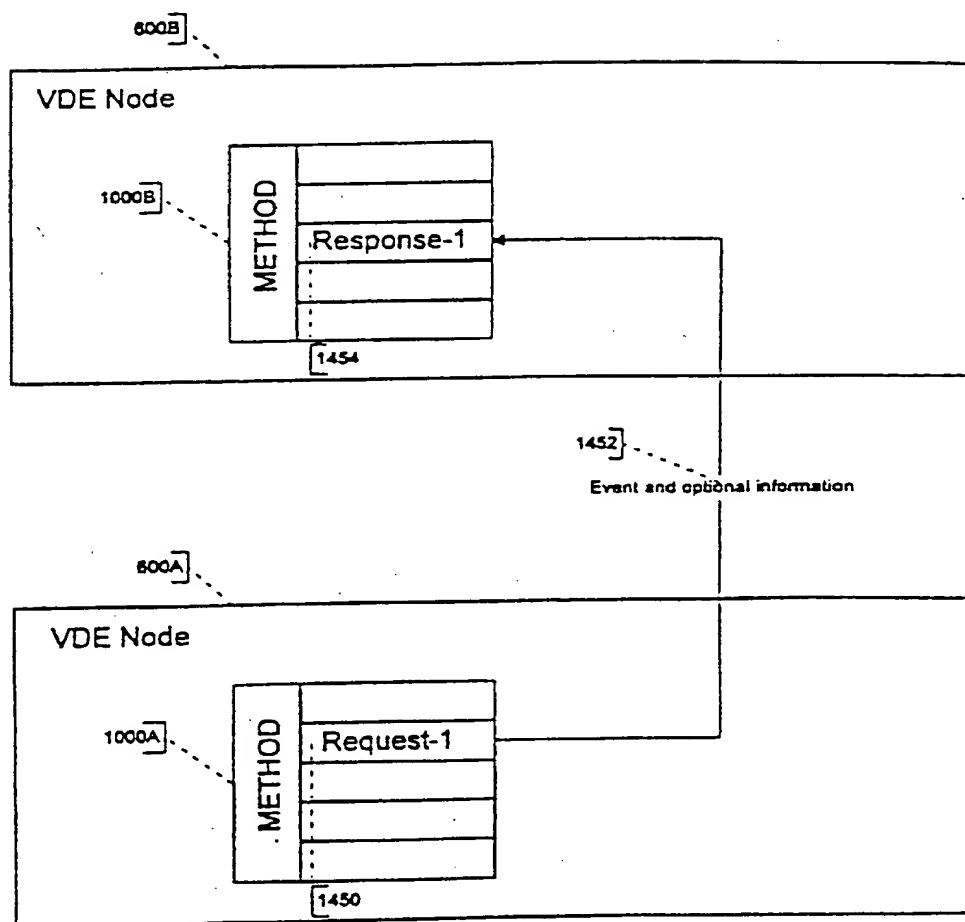 600B
VDE Node
1000B
METHOD
Response-1
1454
1452
Event and optional information
600A
VDE Node
1000A
METHOD
Request-1
1450